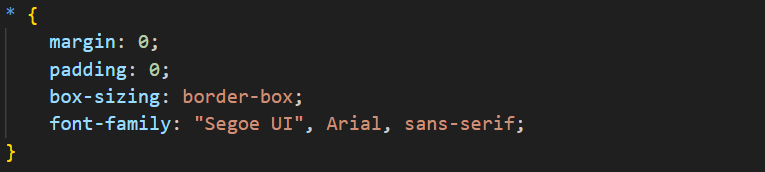 * {
    margin: 0;
    padding: 0;
    box-sizing: border-box;
    font-family: "Segoe UI", Arial, sans-serif;
}